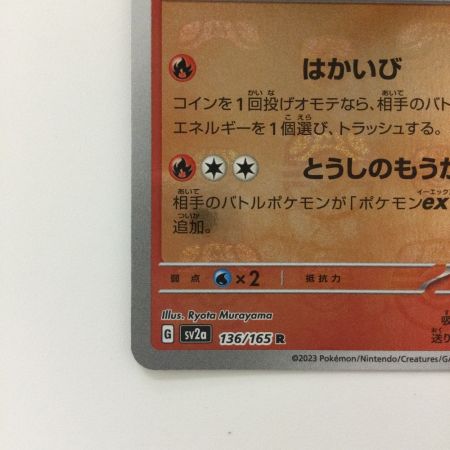 はかいび
コインを1回投げオモテなら、相手のバト
エネルギーを1個選び、トラッシュする。
とうしのもうか
相手のバトルポケモンが「ポケモンex
追加。
弱点 ×2 抵抗力
Illus. Ryota Murayama
G sv2a 136/165 R
送り
©2023 Pokémon/Nintendo/Creatures/GA